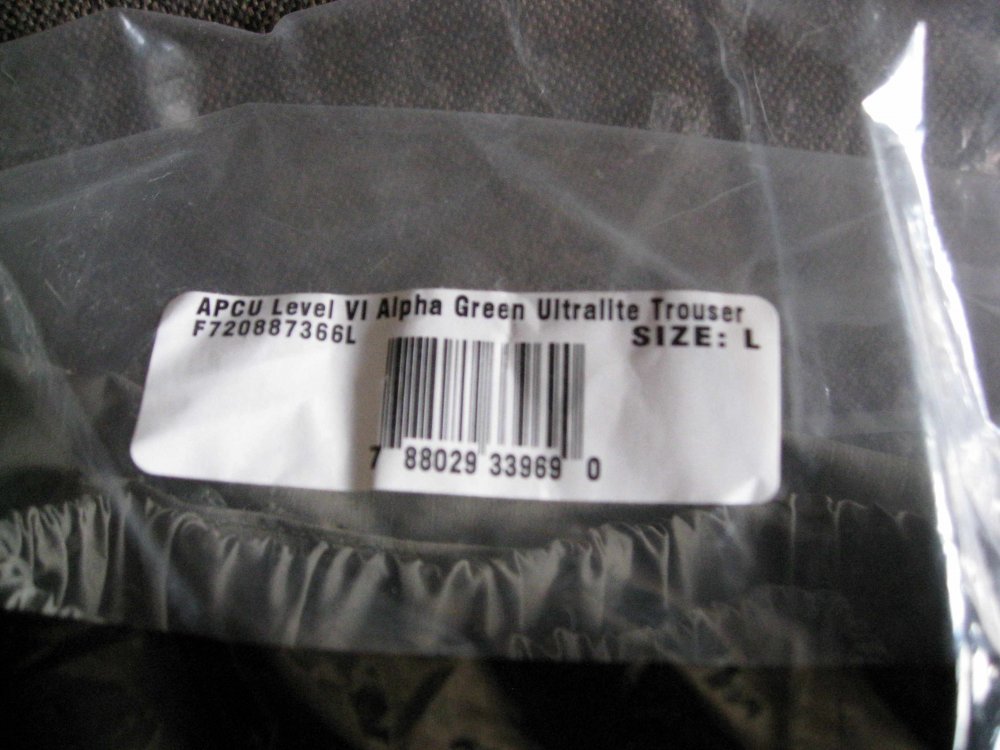 APCU Level VI Alpha Green Ultralite Trouser
F720887366L
SIZE: L
7 88029 33969 0